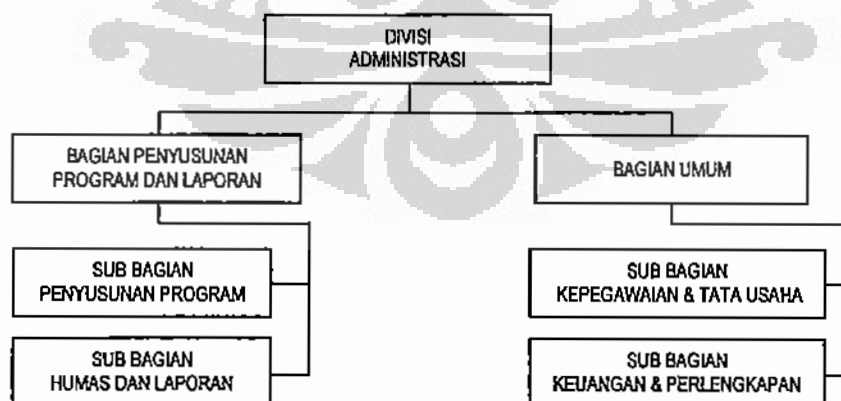 DIVISI
ADMINISTRASI
BAGIAN PENYUSUNAN
PROGRAM DAN LAPORAN
BAGIAN UMUM
SUB BAGIAN
PENYUSUNAN PROGRAM
SUB BAGIAN
KEPEGAWAIAN & TATA USAHA
SUB BAGIAN
HUMAS DAN LAPORAN
SUB BAGIAN
KEUANGAN & PERLENGKAPAN